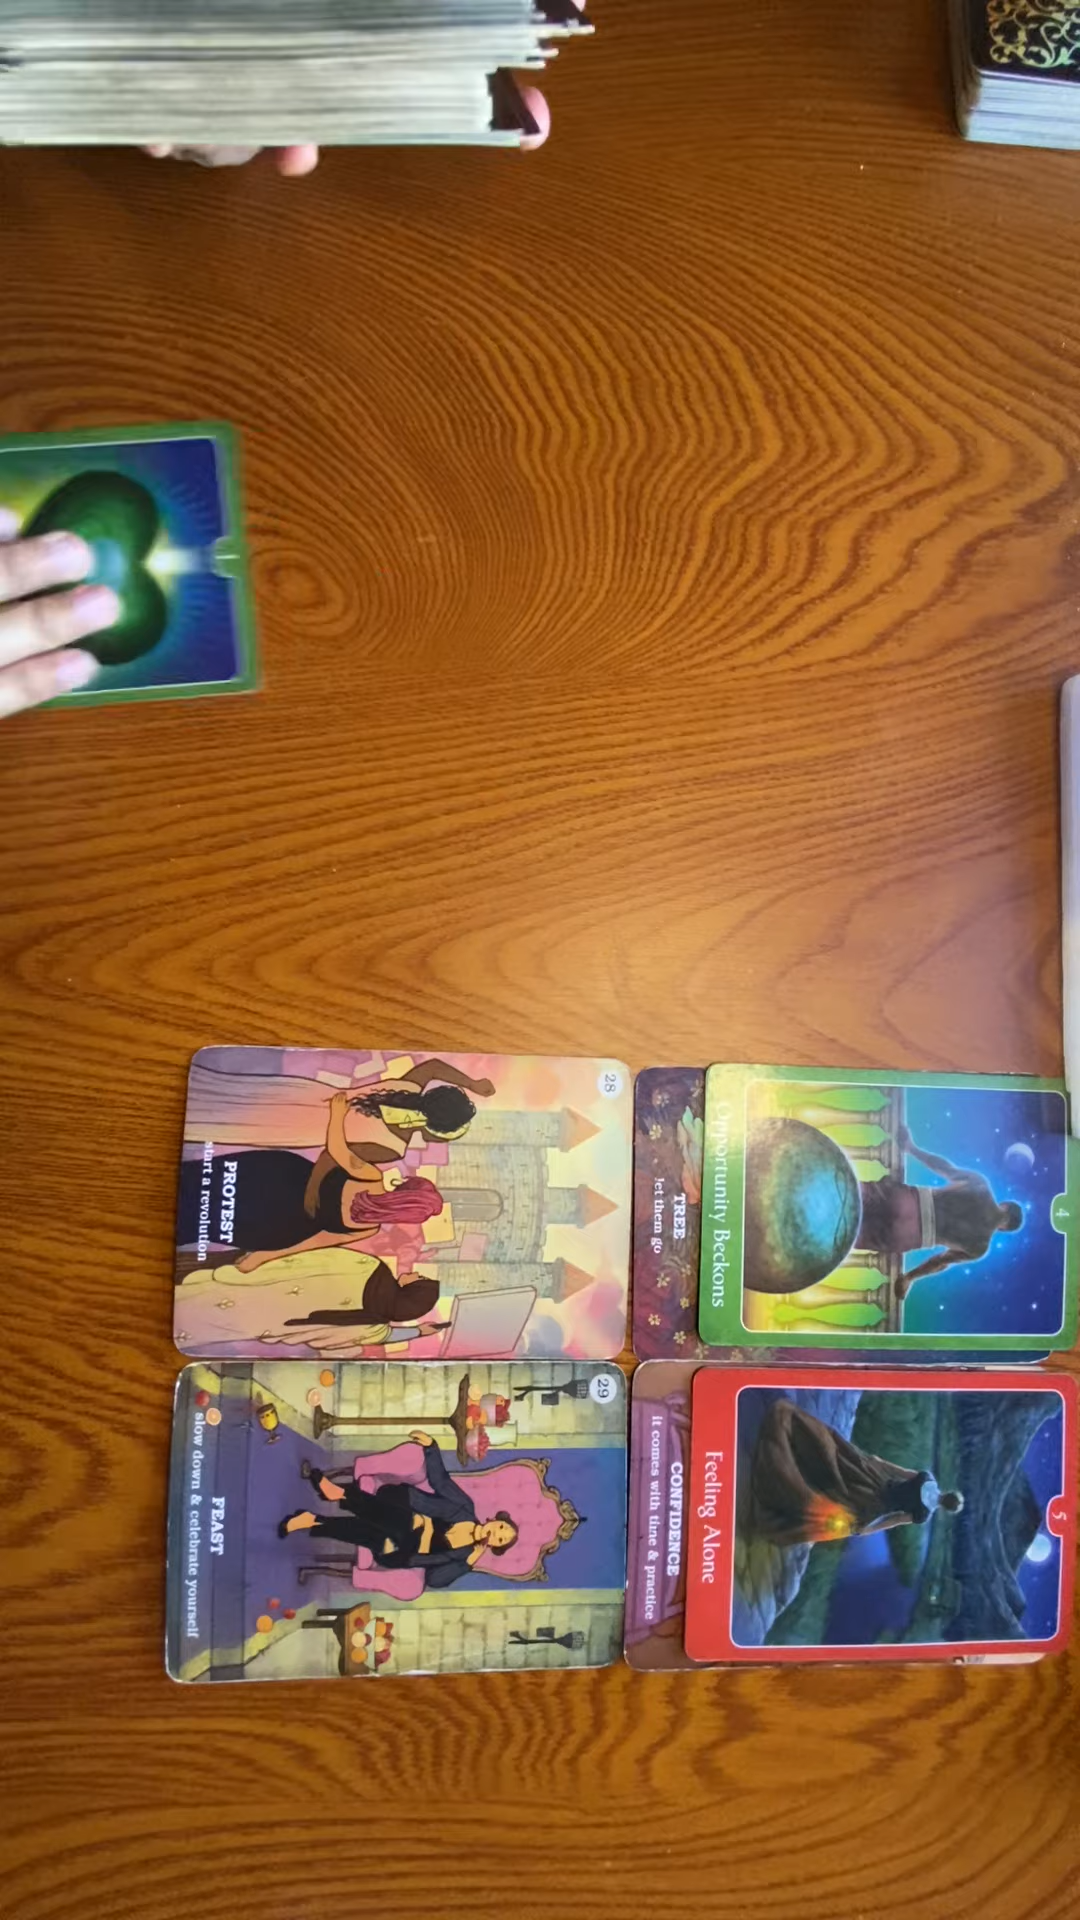 28
PROTEST
start a revolution
TREE
let them go
4
Opportunity Beckons
29
FEAST
slow down & celebrate yourself
CONFIDENCE
it comes with time & practice
5
Feeling Alone